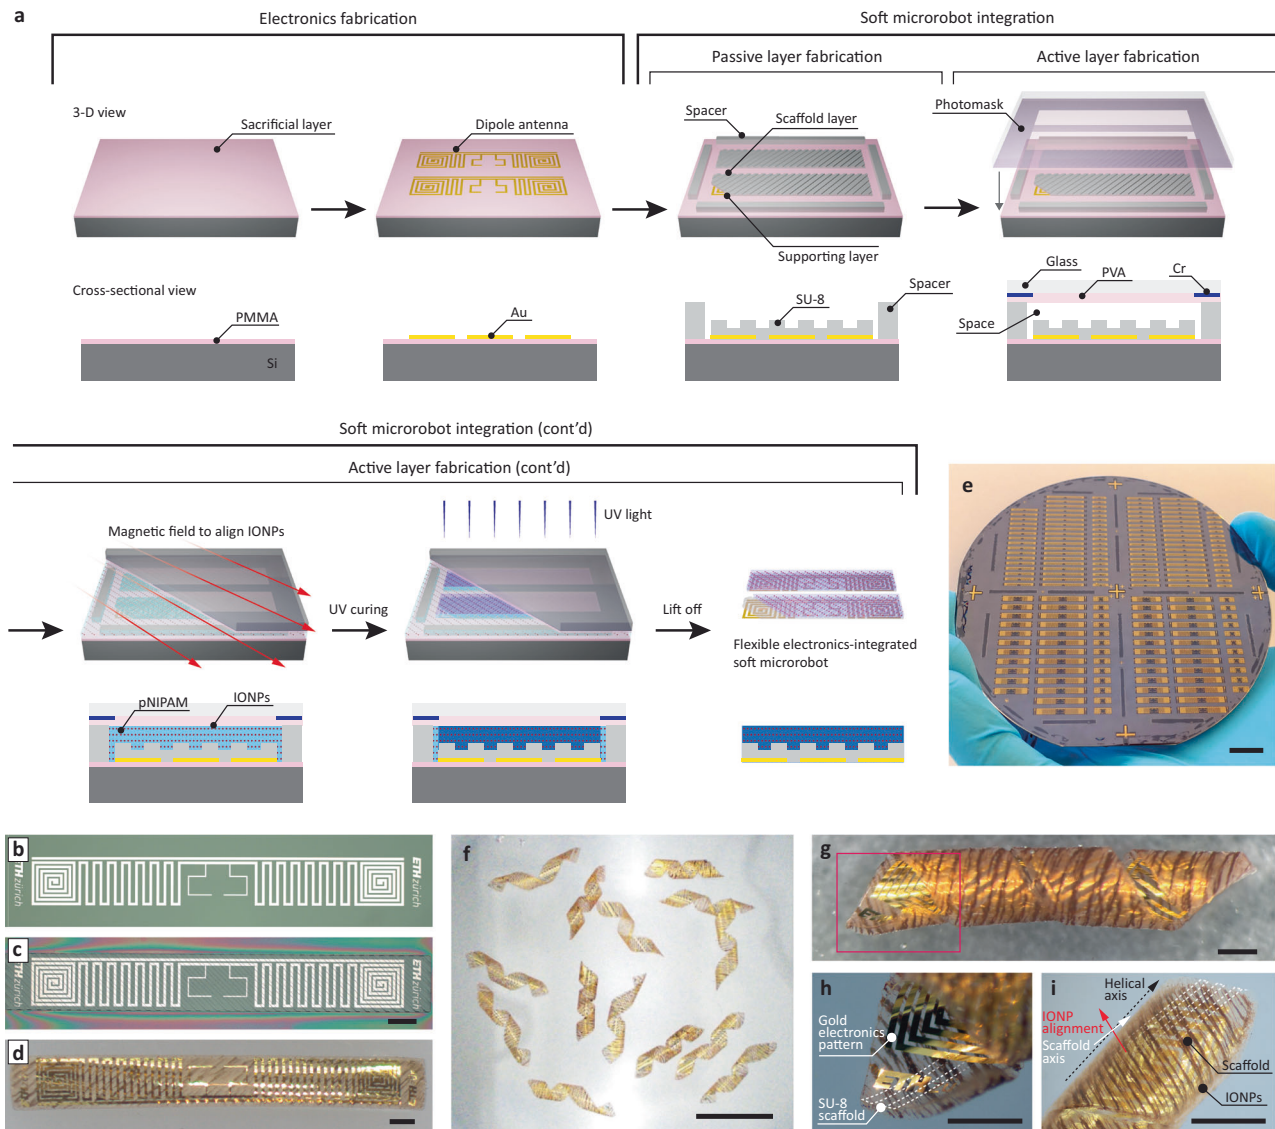 a
Electronics fabrication
Soft microrobot integration
Passive layer fabrication
Active layer fabrication
3-D view
Sacrificial layer
Dipole antenna
Spacer
Scaffold layer
Photomask
Supporting layer
Cross-sectional view
PMMA
Si
Au
SU-8
Spacer
Glass
PVA
Cr
Space
Soft microrobot integration (cont’d)
Active layer fabrication (cont’d)
Magnetic field to align IONPs
UV curing
UV light
Lift off
Flexible electronics-integrated
soft microrobot
pNIPAM
IONPs
e
b
ETH zürich
ETH zürich
c
ETH zürich
ETH zürich
d
f
g
h
Gold
electronics
pattern
ETH
SU-8
scaffold
i
Helical
axis
IONP
alignment
Scaffold
axis
Scaffold
IONPs